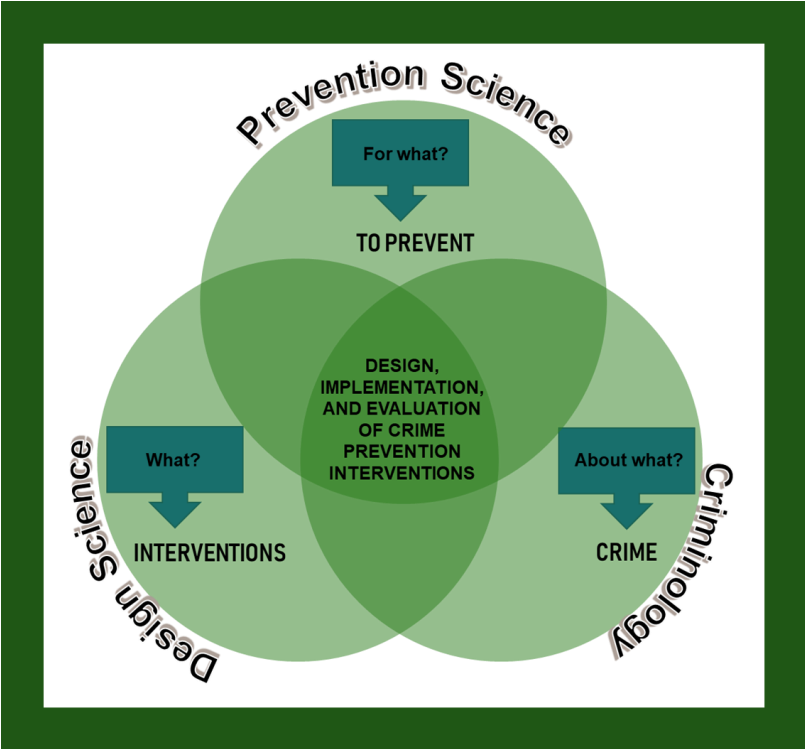 Prevention Science
For what?
TO PREVENT
DESIGN,
IMPLEMENTATION,
AND EVALUATION
OF CRIME
PREVENTION
INTERVENTIONS
Design Science
What?
INTERVENTIONS
About what?
CRIME
Criminology